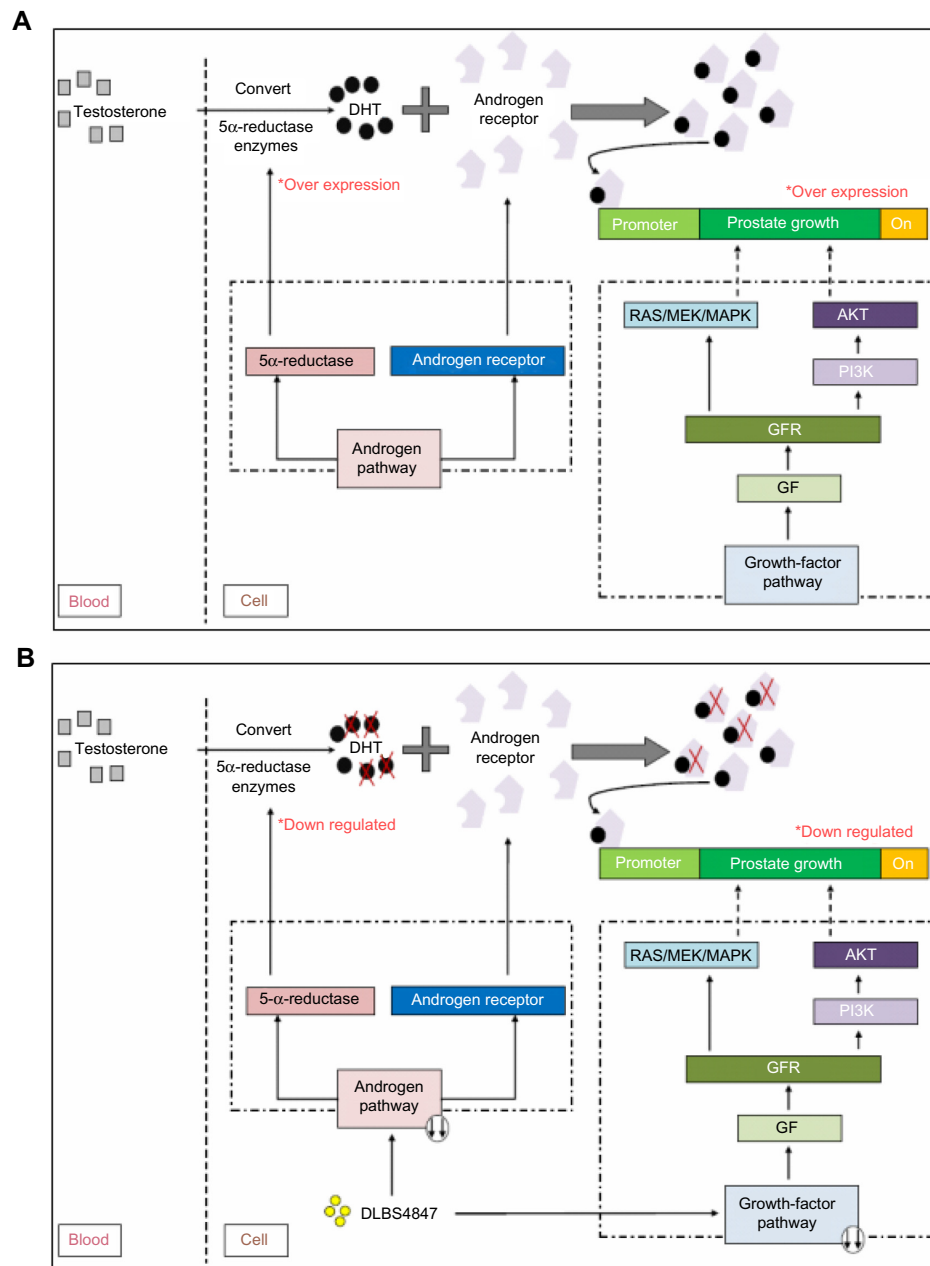 A
Testosterone
Convert
5α-reductase
enzymes
DHT
Androgen
receptor
*Over expression
*Over expression
Promoter
Prostate growth
On
RAS/MEK/MAPK
AKT
5α-reductase
Androgen receptor
PI3K
GFR
Androgen
pathway
GF
Growth-factor
pathway
Blood
Cell
B
Testosterone
Convert
5α-reductase
enzymes
DHT
Androgen
receptor
*Down regulated
*Down regulated
Promoter
Prostate growth
On
RAS/MEK/MAPK
AKT
5-α-reductase
Androgen receptor
PI3K
GFR
Androgen
pathway
GF
DLBS4847
Growth-factor
pathway
Blood
Cell